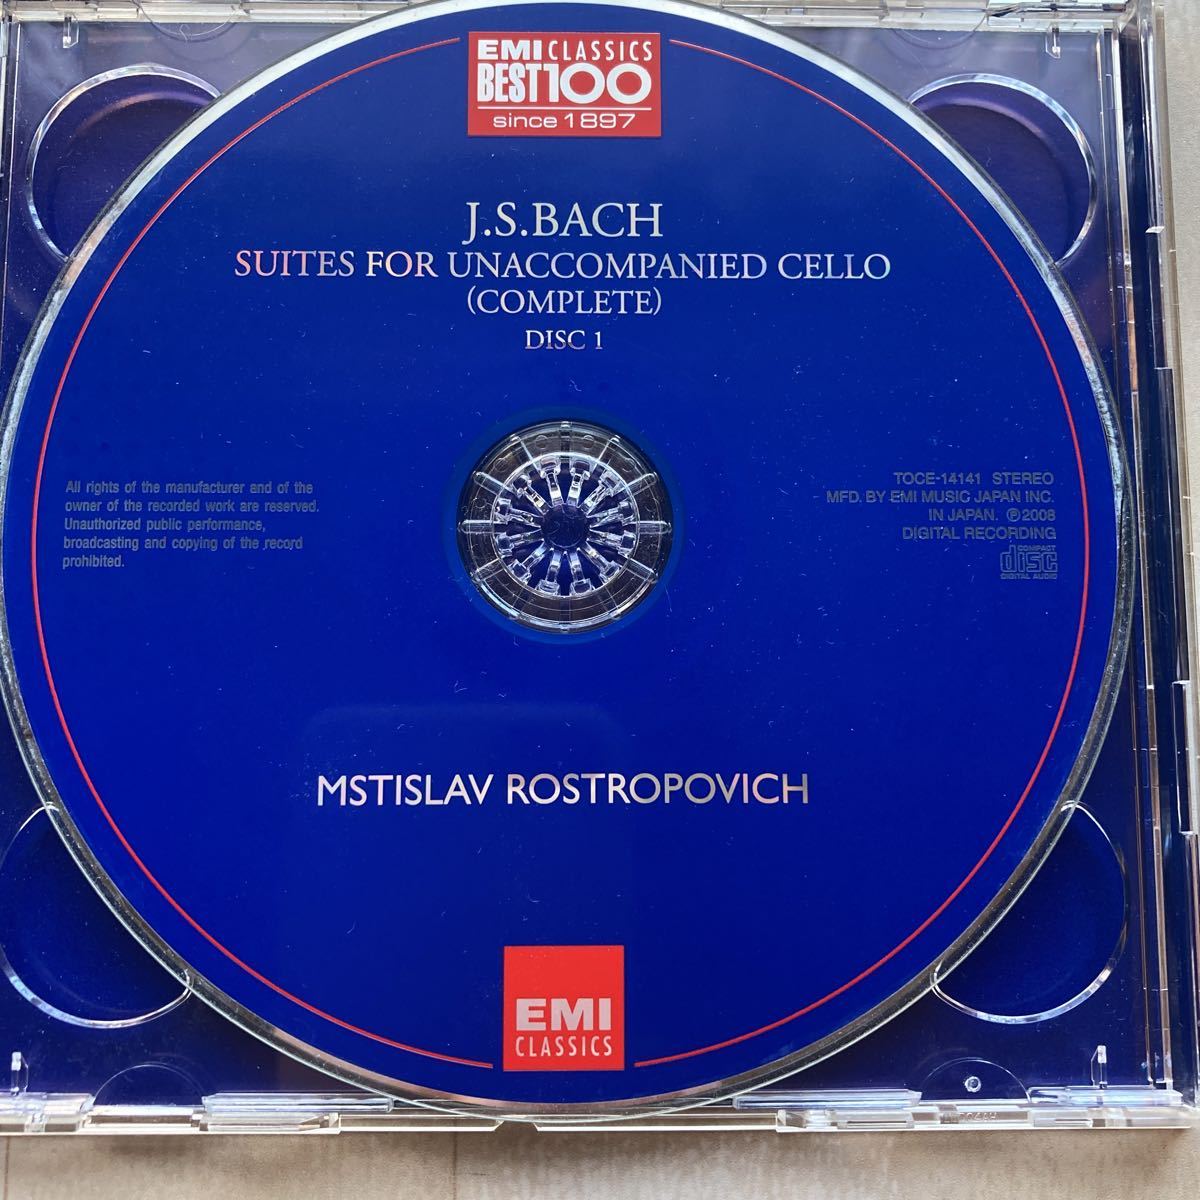 EMI CLASSICS
BEST100
since 1897
J.S.BACH
SUITES FOR UNACCOMPANIED CELLO
(COMPLETE)
DISC 1
All rights of the manufacturer and of the
owner of the recorded work are reserved.
Unauthorized public performance,
broadcasting and copying of the record
prohibited.
TOCE-14141 STEREO
MFD. BY EMI MUSIC JAPAN INC.
IN JAPAN. ℗2008
DIGITAL RECORDING
COMPACT
disc
DIGITAL AUDIO
MSTISLAV ROSTROPOVICH
EMI
CLASSICS